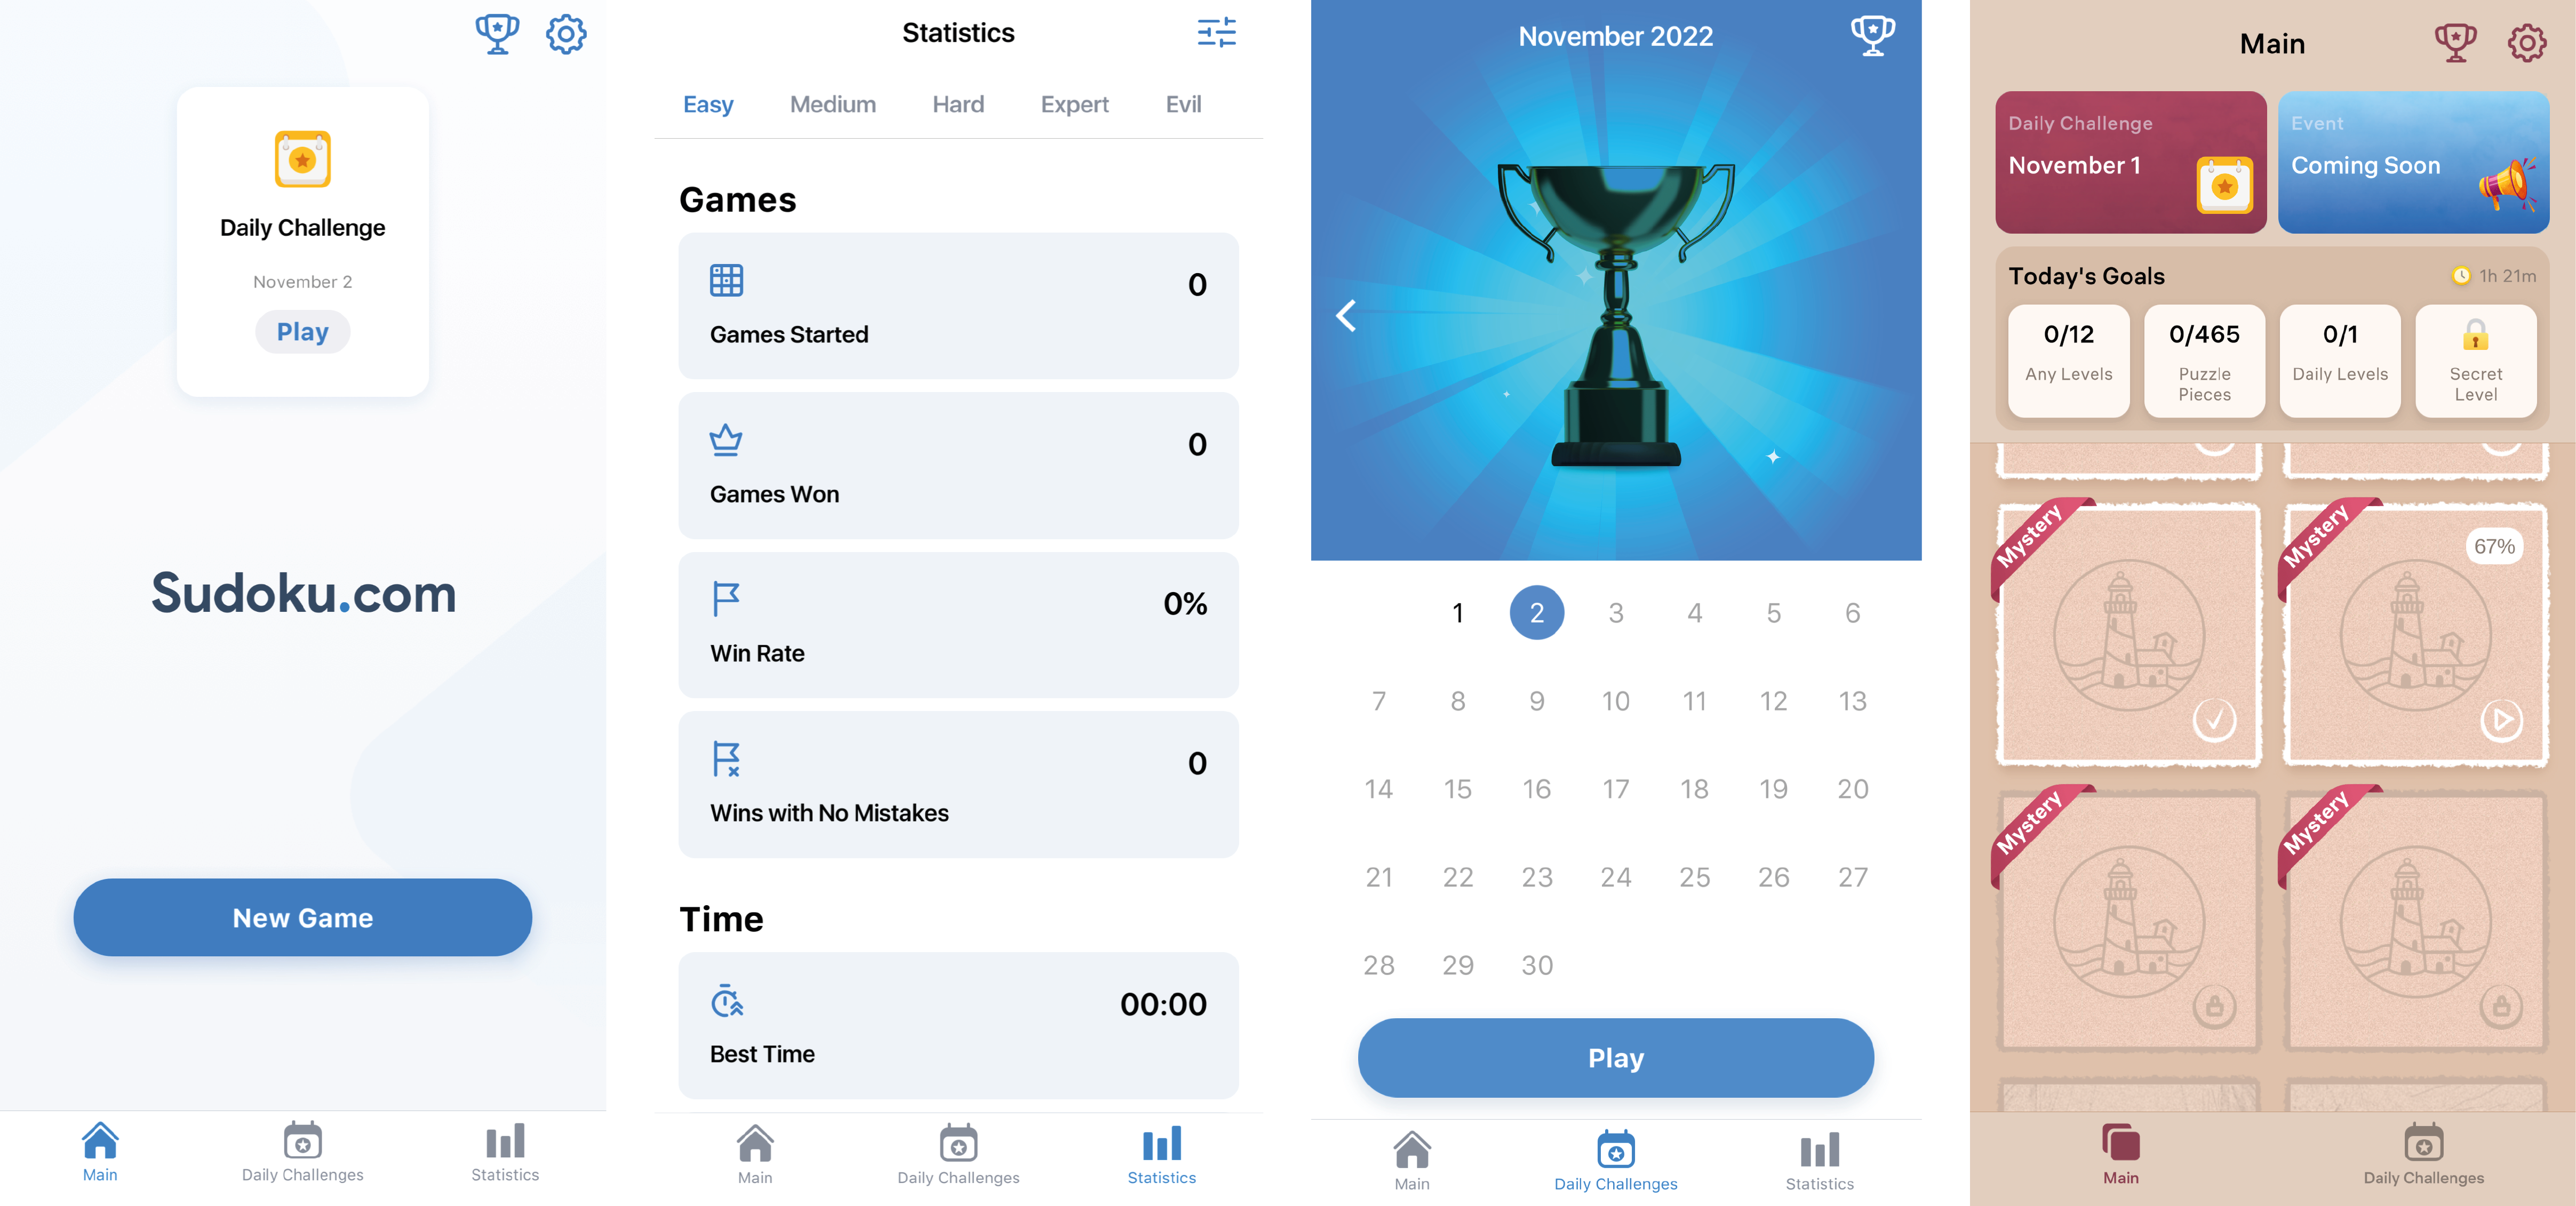 Daily Challenge
November 2
Play
Sudoku.com
New Game
Main
Daily Challenges
Statistics
Statistics
Easy
Medium
Hard
Expert
Evil
Games
0
Games Started
0
Games Won
0%
Win Rate
0
Wins with No Mistakes
Time
00:00
Best Time
Main
Daily Challenges
Statistics
November 2022
1 2 3 4 5 6
7 8 9 10 11 12 13
14 15 16 17 18 19 20
21 22 23 24 25 26 27
28 29 30
Play
Main
Daily Challenges
Statistics
Main
Daily Challenge
November 1
Event
Coming Soon
Today's Goals
1h 21m
0/12
Any Levels
0/465
Puzzle
Pieces
0/1
Daily Levels
Secret
Level
Mystery
Mystery
67%
Mystery
Mystery
Main
Daily Challenges